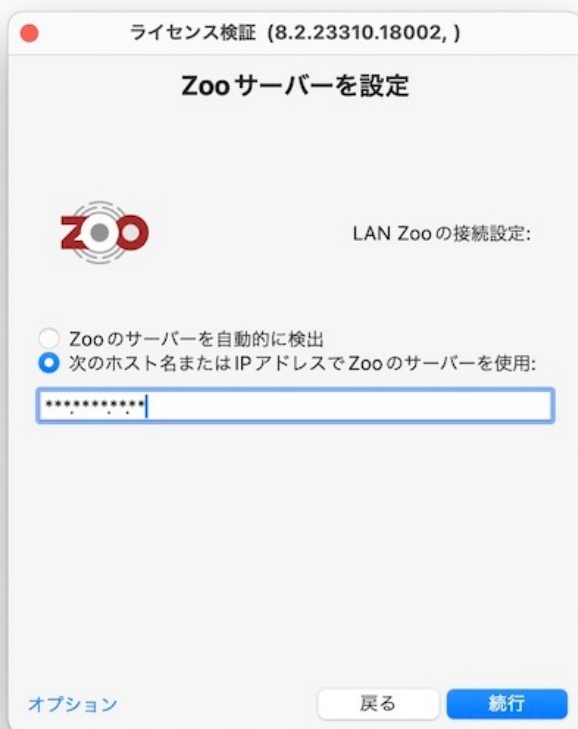 ライセンス検証 (8.2.23310.18002, )
Zooサーバーを設定
ZOO
LAN Zooの接続設定:
Zooのサーバーを自動的に検出
次のホスト名またはIPアドレスでZooのサーバーを使用:
***.***.***.**
オプション
戻る
続行